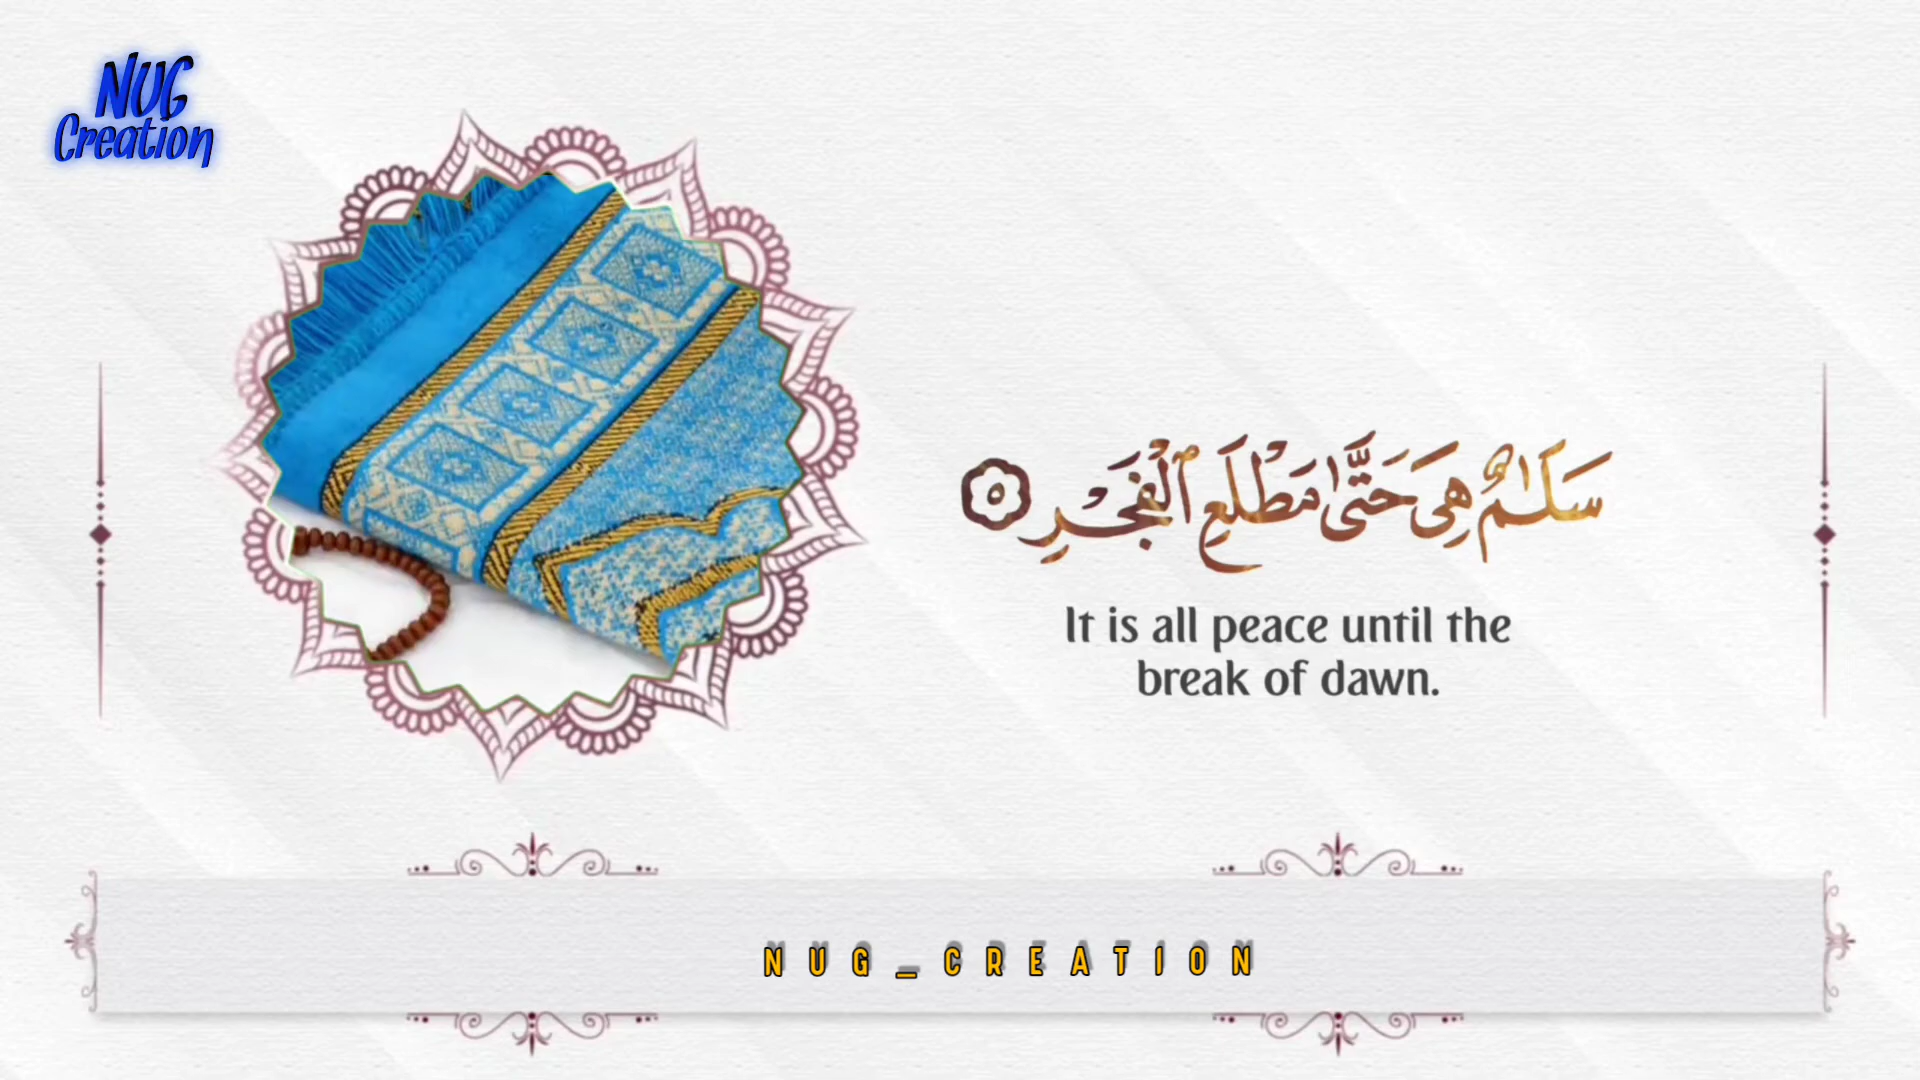 NUG
Creation
سَلَـٰمٌ هِىَ حَتَّىٰ مَطْلَعِ ٱلْفَجْرِ ٥
It is all peace until the
break of dawn.
NUG_CREATION